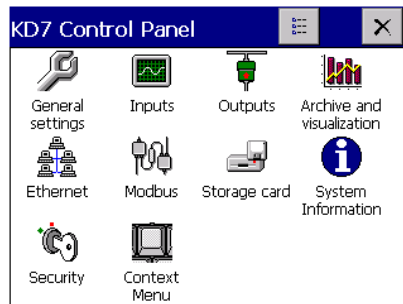 KD7 Control Panel
General
settings
Inputs
Outputs
Archive and
visualization
Ethernet
Modbus
Storage card
System
Information
Security
Context
Menu